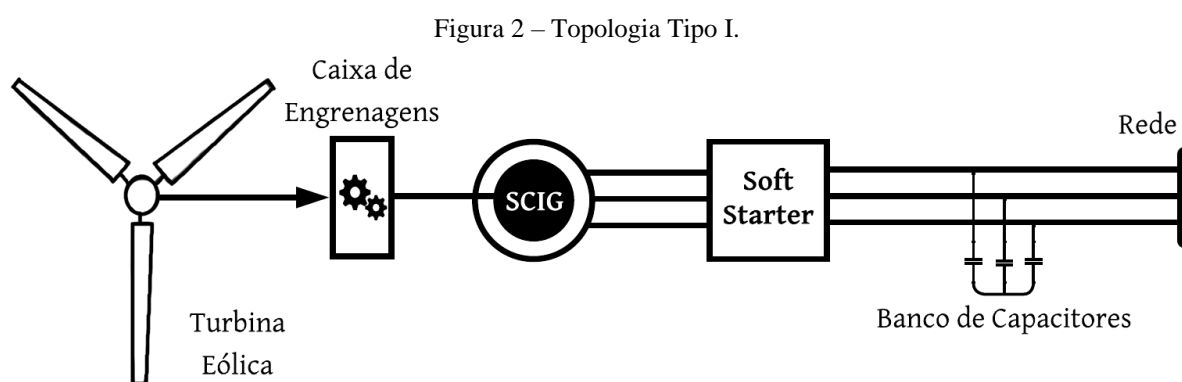 Figura 2 – Topologia Tipo I.
Caixa de
Engrenagens
Rede
SCIG
Soft
Starter
Banco de Capacitores
Turbina
Eólica